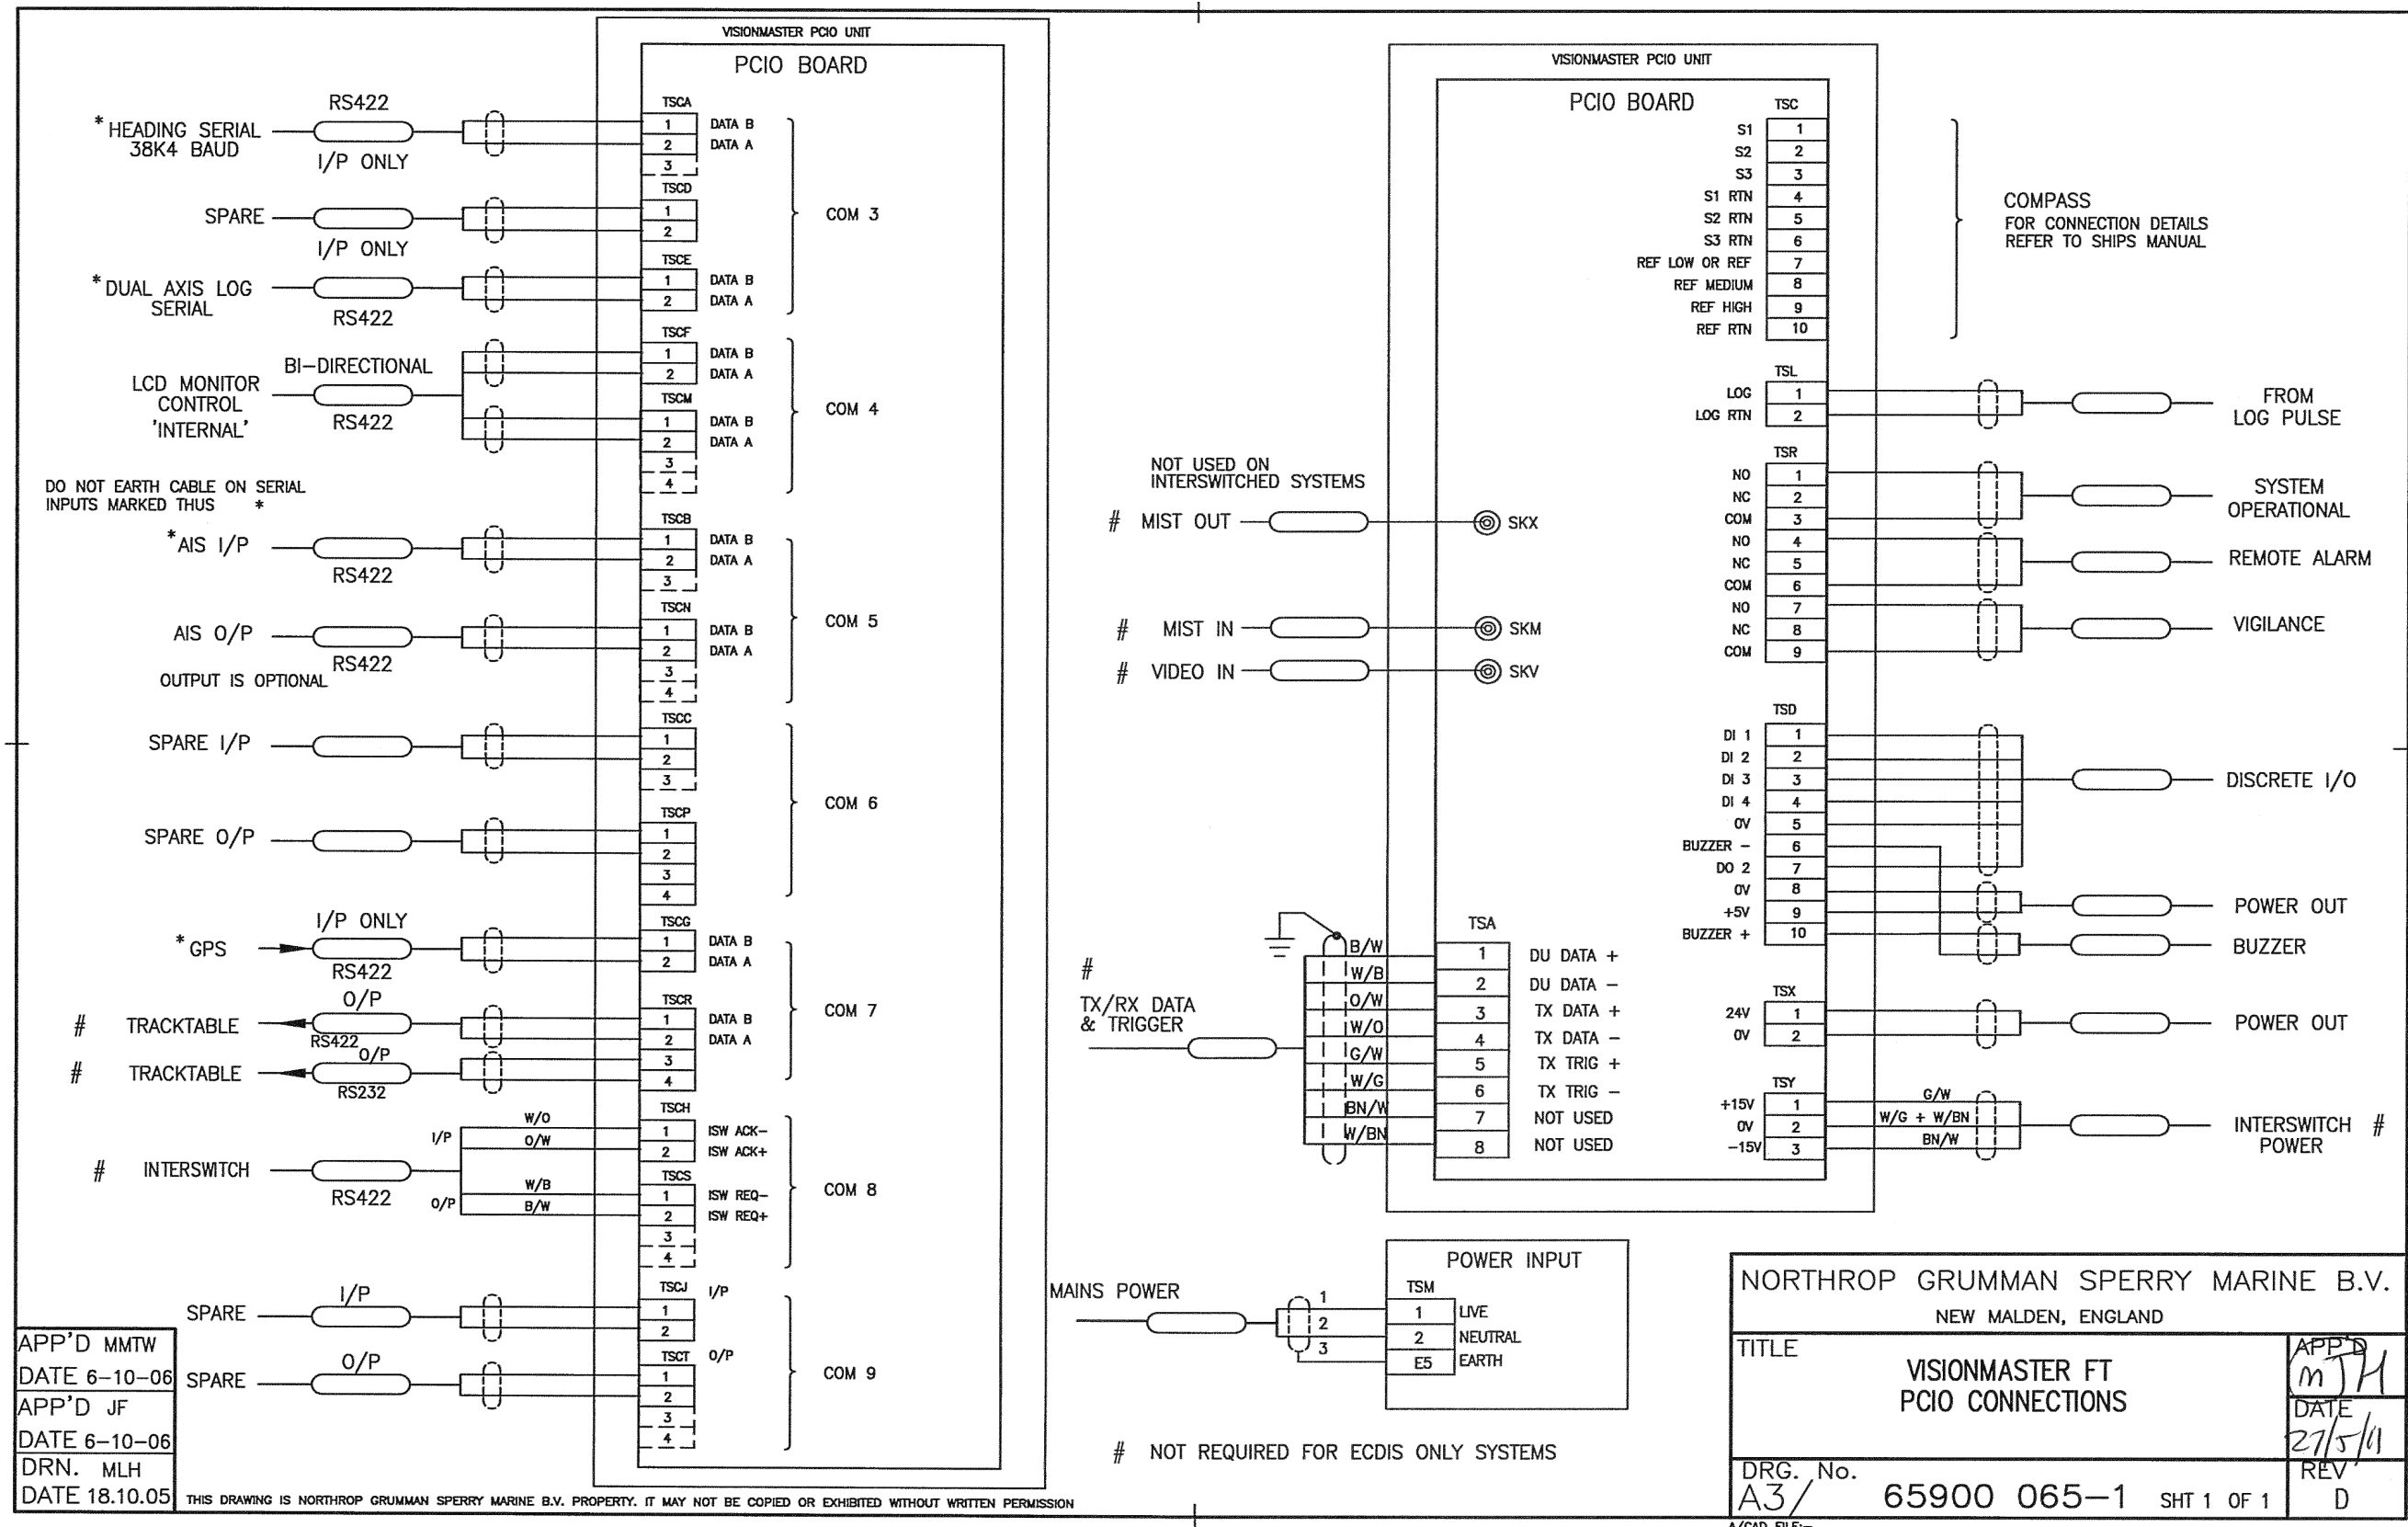 VISIONMASTER PCIO UNIT
PCIO BOARD
RS422
* HEADING SERIAL
38K4 BAUD
I/P ONLY
TSCA
1 DATA B
2 DATA A
3
SPARE
I/P ONLY
TSCD
1
2
COM 3
* DUAL AXIS LOG
SERIAL
RS422
TSCE
1 DATA B
2 DATA A
BI-DIRECTIONAL
LCD MONITOR
CONTROL
'INTERNAL'
RS422
TSCF
1 DATA B
2 DATA A
TSCM
1 DATA B
2 DATA A
3
4
COM 4
DO NOT EARTH CABLE ON SERIAL
INPUTS MARKED THUS *
*AIS I/P
RS422
TSCB
1 DATA B
2 DATA A
3
AIS O/P
RS422
OUTPUT IS OPTIONAL
TSCN
1 DATA B
2 DATA A
3
4
COM 5
SPARE I/P
TSCC
1
2
3
SPARE O/P
TSCP
1
2
3
4
COM 6
I/P ONLY
* GPS
RS422
TSCG
1 DATA B
2 DATA A
O/P
# TRACKTABLE
RS422
O/P
# TRACKTABLE
RS232
TSCR
1 DATA B
2 DATA A
3
4
COM 7
# INTERSWITCH
RS422
I/P
W/O
O/W
O/P
W/B
B/W
TSCH
1 ISW ACK-
2 ISW ACK+
TSCS
1 ISW REQ-
2 ISW REQ+
3
4
COM 8
SPARE
I/P
TSCJ I/P
1
2
SPARE
O/P
TSCT O/P
1
2
3
4
COM 9
APP'D MMTW
DATE 6-10-06
APP'D JF
DATE 6-10-06
DRN. MLH
DATE 18.10.05
THIS DRAWING IS NORTHROP GRUMMAN SPERRY MARINE B.V. PROPERTY. IT MAY NOT BE COPIED OR EXHIBITED WITHOUT WRITTEN PERMISSION
VISIONMASTER PCIO UNIT
PCIO BOARD
TSC
S1 1
S2 2
S3 3
S1 RTN 4
S2 RTN 5
S3 RTN 6
REF LOW OR REF 7
REF MEDIUM 8
REF HIGH 9
REF RTN 10
COMPASS
FOR CONNECTION DETAILS
REFER TO SHIPS MANUAL
TSL
LOG 1
LOG RTN 2
FROM
LOG PULSE
TSR
NO 1
NC 2
COM 3
NO 4
NC 5
COM 6
NO 7
NC 8
COM 9
SYSTEM
OPERATIONAL
REMOTE ALARM
VIGILANCE
NOT USED ON
INTERSWITCHED SYSTEMS
# MIST OUT SKX
# MIST IN SKM
# VIDEO IN SKV
TSD
DI 1 1
DI 2 2
DI 3 3
DI 4 4
0V 5
BUZZER - 6
DO 2 7
0V 8
+5V 9
BUZZER + 10
DISCRETE I/O
POWER OUT
BUZZER
TSX
24V 1
0V 2
POWER OUT
TSY
+15V 1 G/W
0V 2 W/G + W/BN
-15V 3 BN/W
INTERSWITCH #
POWER
#
TX/RX DATA
& TRIGGER
TSA
B/W 1 DU DATA +
W/B 2 DU DATA -
O/W 3 TX DATA +
W/O 4 TX DATA -
G/W 5 TX TRIG +
W/G 6 TX TRIG -
BN/W 7 NOT USED
W/BN 8 NOT USED
POWER INPUT
MAINS POWER
TSM
1 1 LIVE
2 2 NEUTRAL
3 E5 EARTH
# NOT REQUIRED FOR ECDIS ONLY SYSTEMS
NORTHROP GRUMMAN SPERRY MARINE B.V.
NEW MALDEN, ENGLAND
TITLE
VISIONMASTER FT
PCIO CONNECTIONS
APP'D
MJH
DATE
27/5/11
DRG. No.
A3/ 65900 065-1 SHT 1 OF 1
REV
D
A/CAD FILE:-